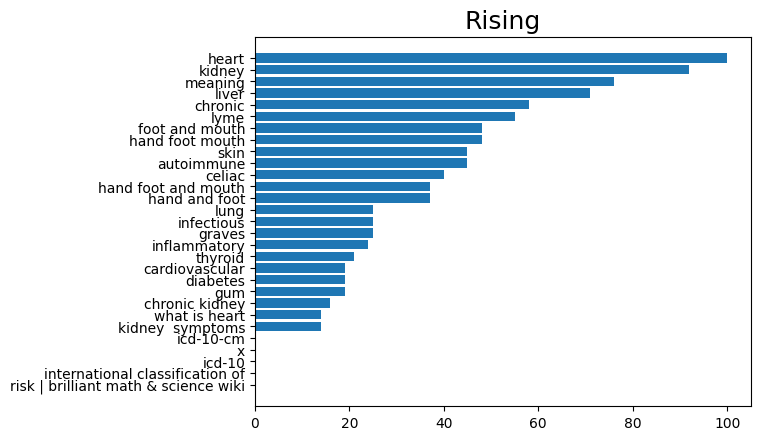 Rising
heart
kidney
meaning
liver
chronic
lyme
foot and mouth
hand foot mouth
skin
autoimmune
celiac
hand foot and mouth
hand and foot
lung
infectious
graves
inflammatory
thyroid
cardiovascular
diabetes
gum
chronic kidney
what is heart
kidney  symptoms
icd-10-cm
x
icd-10
international classification of
risk | brilliant math & science wiki
0 20 40 60 80 100